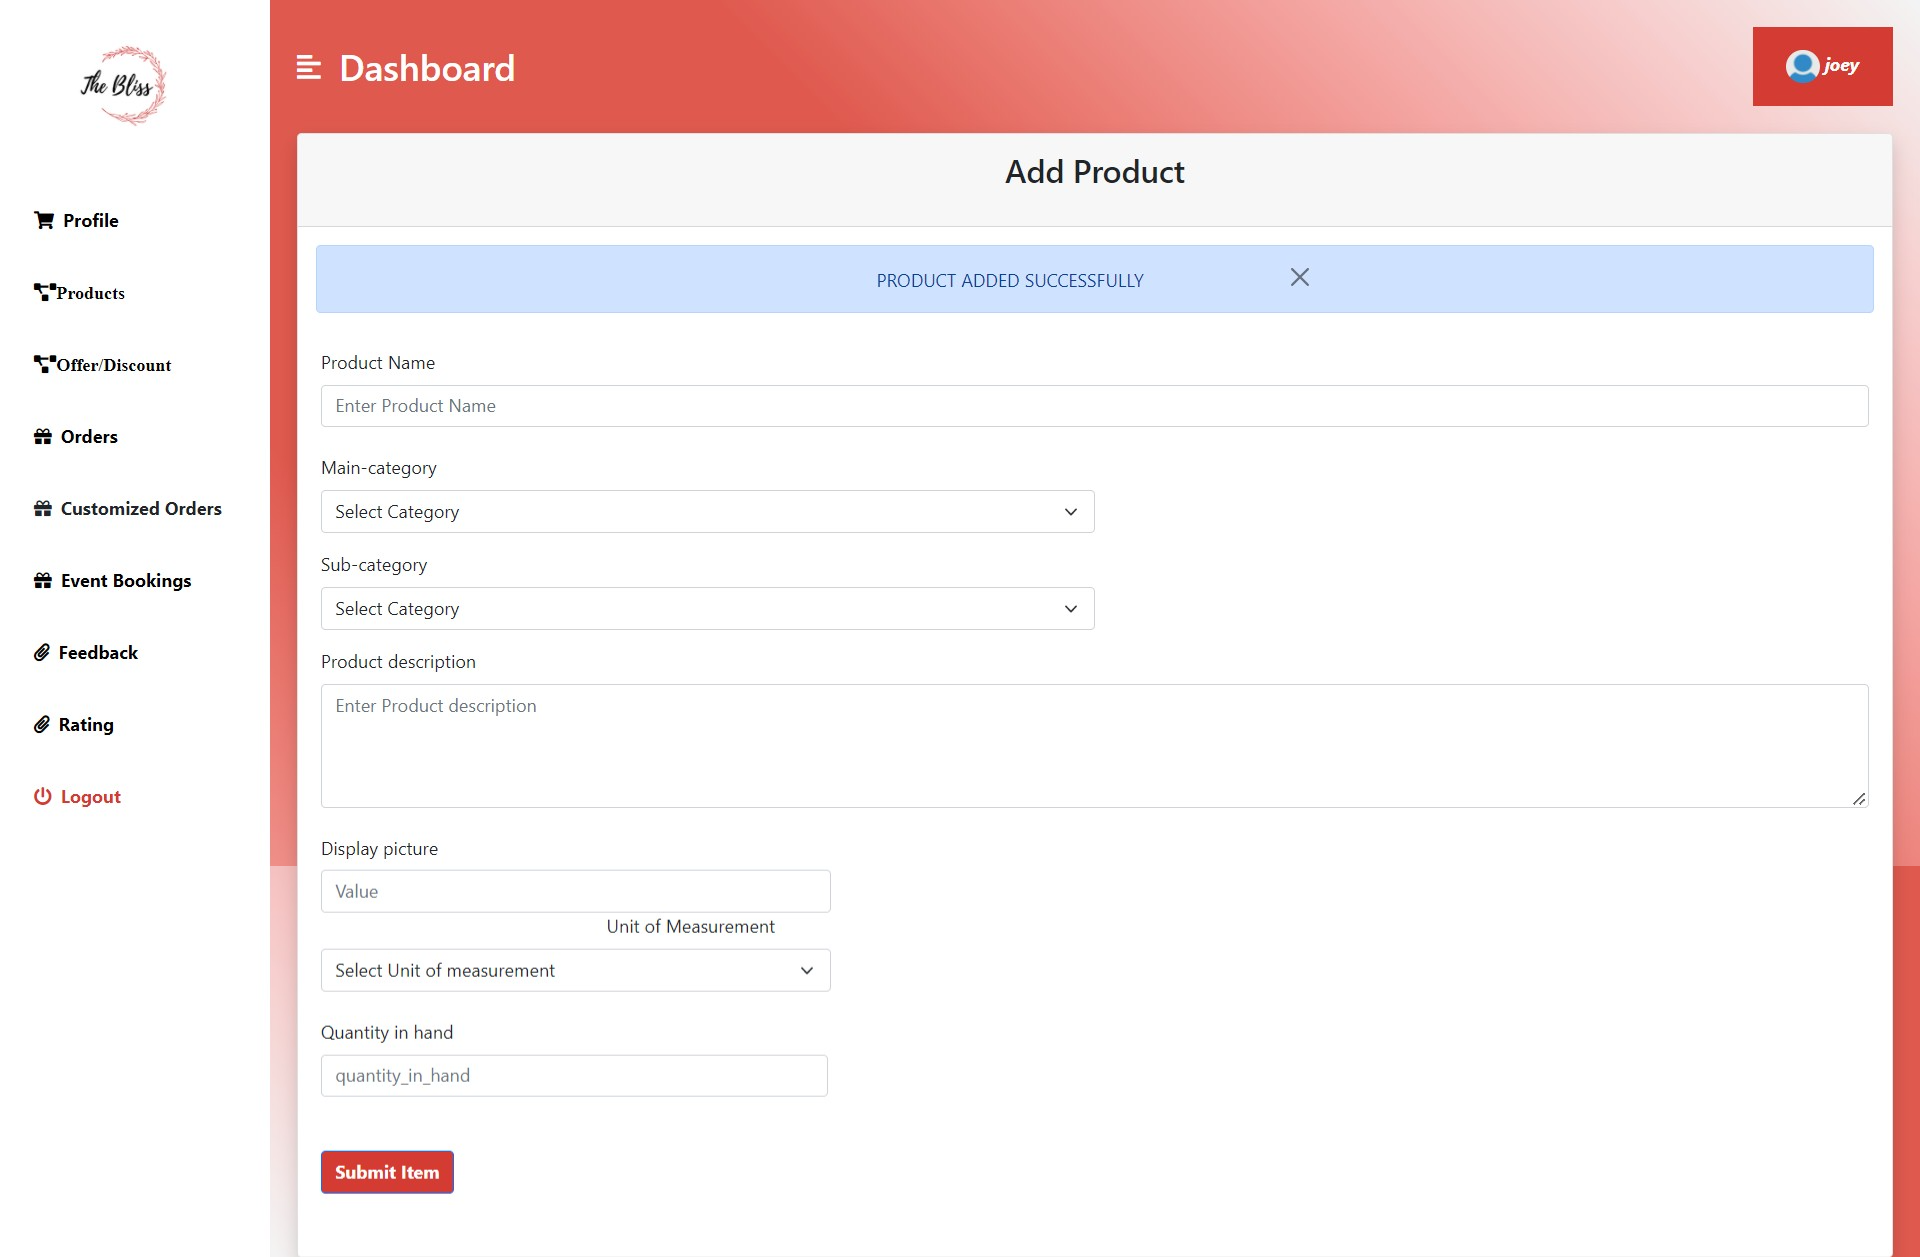 The Bliss
Dashboard
joey
Profile
Products
Offer/Discount
Orders
Customized Orders
Event Bookings
Feedback
Rating
Logout
Add Product
PRODUCT ADDED SUCCESSFULLY
Product Name
Enter Product Name
Main-category
Select Category
Sub-category
Select Category
Product description
Enter Product description
Display picture
Value
Unit of Measurement
Select Unit of measurement
Quantity in hand
quantity_in_hand
Submit Item